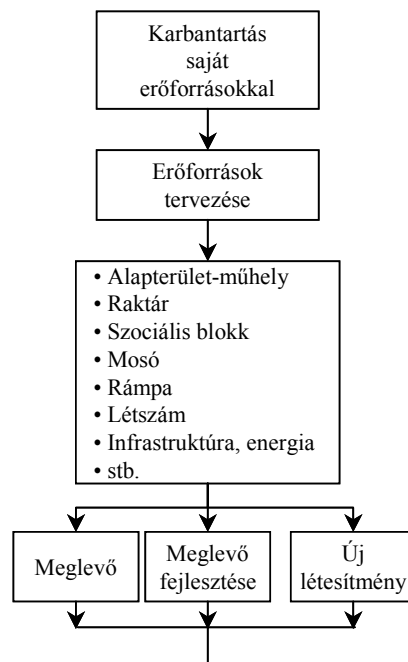 Karbantartás
saját
erőforrásokkal
Erőforrások
tervezése
• Alapterület-műhely
• Raktár
• Szociális blokk
• Mosó
• Rámpa
• Létszám
• Infrastruktúra, energia
• stb.
Meglevő
Meglevő
fejlesztése
Új
létesítmény